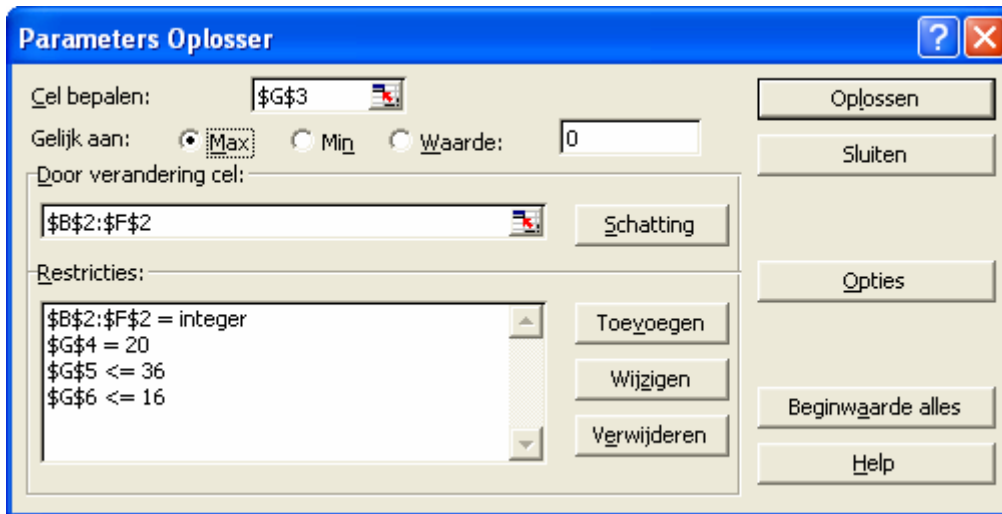 Parameters Oplosser
Cel bepalen: $G$3 Oplossen
Gelijk aan: Max Min Waarde: 0 Sluiten
Door verandering cel:
$B$2:$F$2 Schatting
Restricties: Opties
$B$2:$F$2 = integer Toevoegen
$G$4 = 20
$G$5 <= 36 Wijzigen
$G$6 <= 16 Beginwaarde alles
Verwijderen
Help